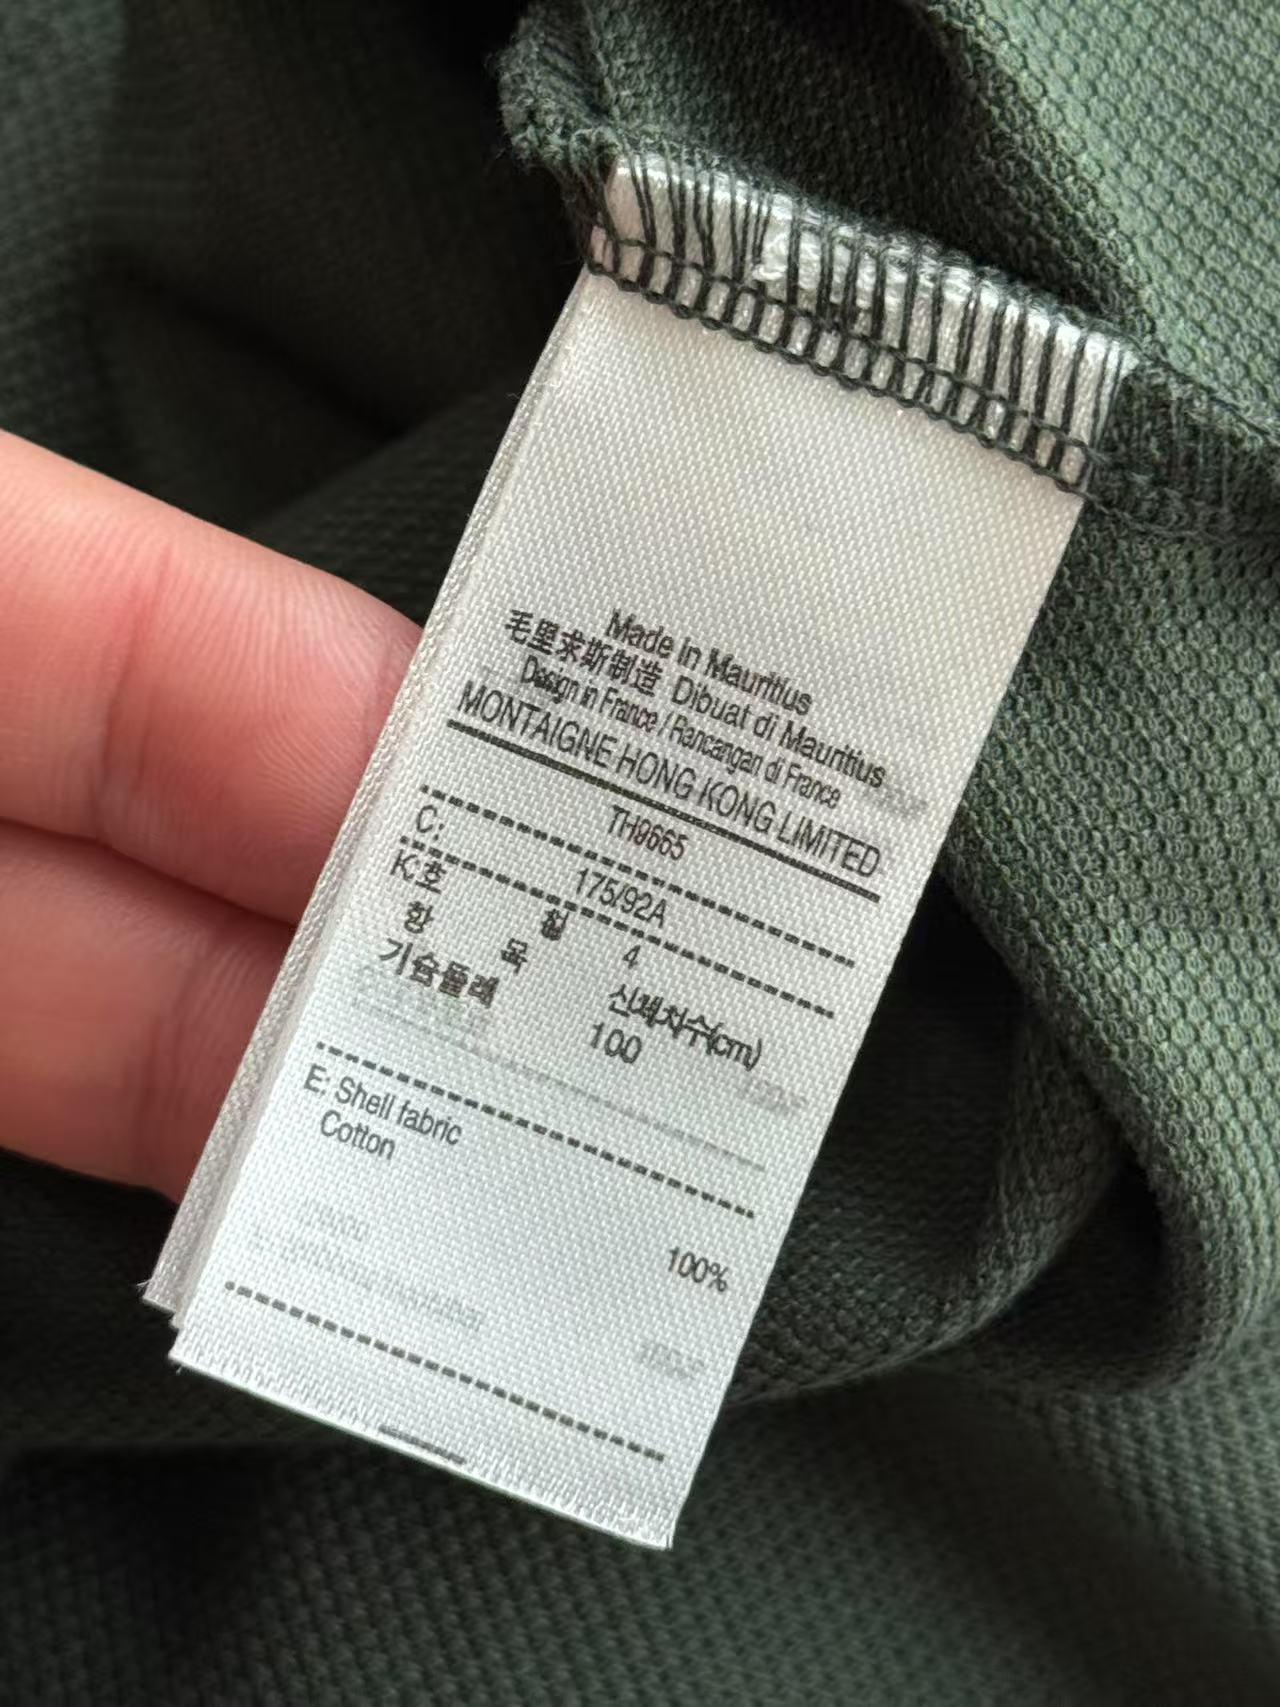 Made in Mauritius
毛里求斯制造 Dibuat di Mauritius
Design in France / Rancangan di France
MONTAIGNE HONG KONG LIMITED
TH9665
C: 175/92A
K:호 칭 4
항 목 신체치수(cm)
기슴둘레 100
E: Shell fabric
Cotton
100%